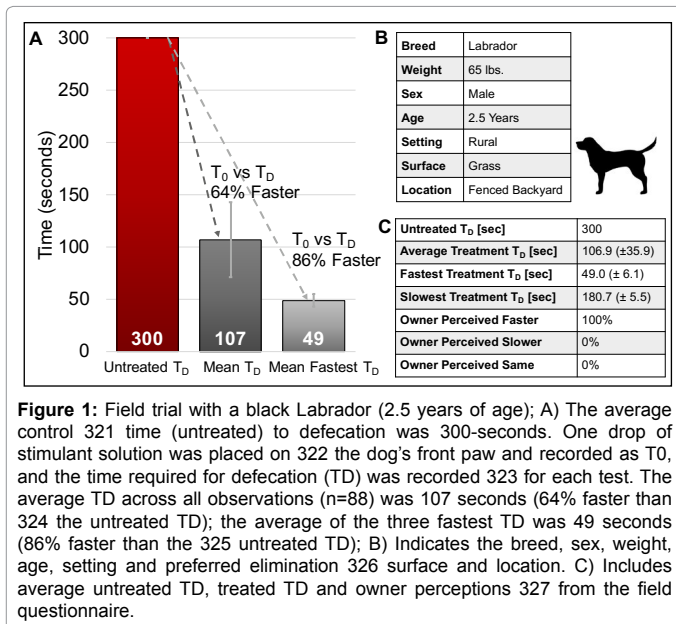 A
Time (seconds)
300
250
200
150
100
50
0
T0 vs TD
64% Faster
T0 vs TD
86% Faster
300
107
49
Untreated TD
Mean TD
Mean Fastest TD
B
Breed Labrador
Weight 65 lbs.
Sex Male
Age 2.5 Years
Setting Rural
Surface Grass
Location Fenced Backyard
C
Untreated TD [sec] 300
Average Treatment TD [sec] 106.9 (±35.9)
Fastest Treatment TD [sec] 49.0 (± 6.1)
Slowest Treatment TD [sec] 180.7 (± 5.5)
Owner Perceived Faster 100%
Owner Perceived Slower 0%
Owner Perceived Same 0%
Figure 1: Field trial with a black Labrador (2.5 years of age); A) The average
control 321 time (untreated) to defecation was 300-seconds. One drop of
stimulant solution was placed on 322 the dog's front paw and recorded as T0,
and the time required for defecation (TD) was recorded 323 for each test. The
average TD across all observations (n=88) was 107 seconds (64% faster than
324 the untreated TD); the average of the three fastest TD was 49 seconds
(86% faster than the 325 untreated TD); B) Indicates the breed, sex, weight,
age, setting and preferred elimination 326 surface and location. C) Includes
average untreated TD, treated TD and owner perceptions 327 from the field
questionnaire.